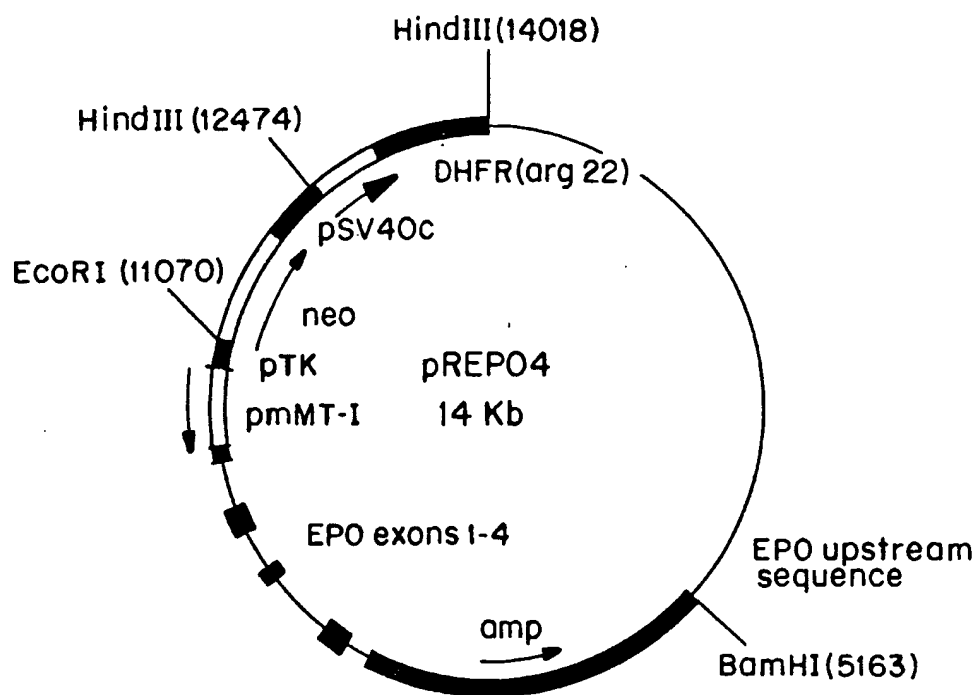 HindIII(14018)
HindIII (12474)
DHFR(arg 22)
pSV40c
EcoRI (11070)
neo
pTK
pREPO4
pmMT-I
14 Kb
EPO exons 1-4
EPO upstream
sequence
amp
BamHI(5163)